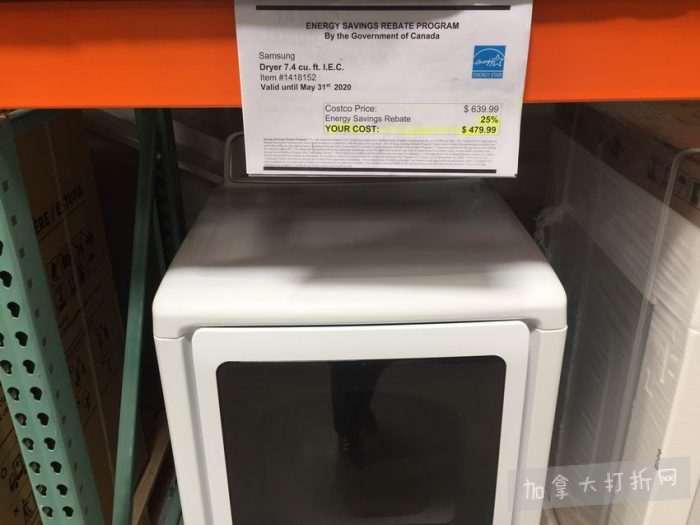 ENERGY SAVINGS REBATE PROGRAM
By the Government of Canada
Samsung
Dryer 7.4 cu. ft. I.E.C.
Item #1418152
Valid until May 31st 2020
ENERGY STAR
Costco Price: $ 639.99
Energy Savings Rebate 25%
YOUR COST: $ 479.99
加拿大打折网